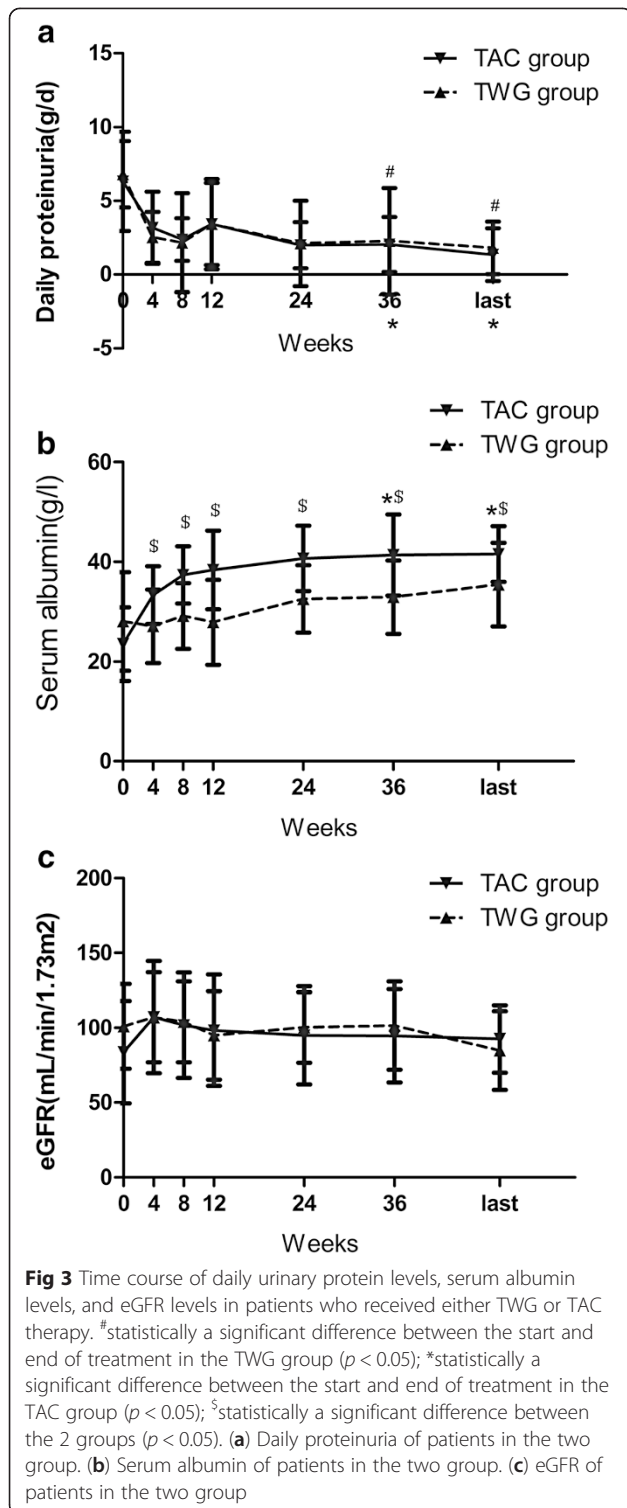 a
TAC group
TWG group
15
10
5
0
-5
Daily proteinuria(g/d)
# #
0 4 8 12 24 36 last
* *
Weeks
b
TAC group
TWG group
60
40
20
0
Serum albumin(g/l)
$ $ $ $ *$ *$
0 4 8 12 24 36 last
Weeks
c
TAC group
TWG group
200
150
100
50
0
eGFR(mL/min/1.73m2)
0 4 8 12 24 36 last
Weeks
Fig 3 Time course of daily urinary protein levels, serum albumin
levels, and eGFR levels in patients who received either TWG or TAC
therapy. #statistically a significant difference between the start and
end of treatment in the TWG group (p < 0.05); *statistically a
significant difference between the start and end of treatment in the
TAC group (p < 0.05); $statistically a significant difference between
the 2 groups (p < 0.05). (a) Daily proteinuria of patients in the two
group. (b) Serum albumin of patients in the two group. (c) eGFR of
patients in the two group